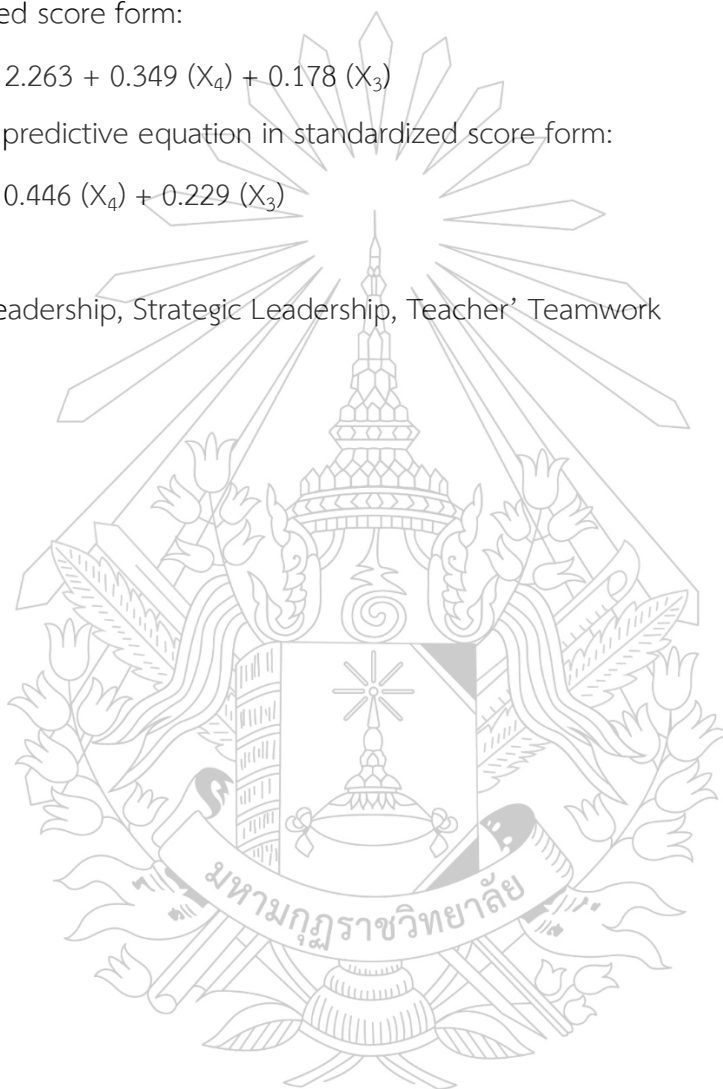 ed score form:
2.263 + 0.349 (X₄) + 0.178 (X₃)
predictive equation in standardized score form:
0.446 (X₄) + 0.229 (X₃)
eadership, Strategic Leadership, Teacher’ Teamwork
มหามกุฏราชวิทยาลัย